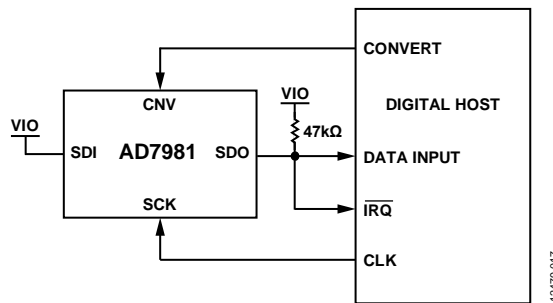 CONVERT
CNV
VIO
DIGITAL HOST
VIO
47kΩ
SDI
AD7981
SDO
DATA INPUT
SCK
IRQ
CLK